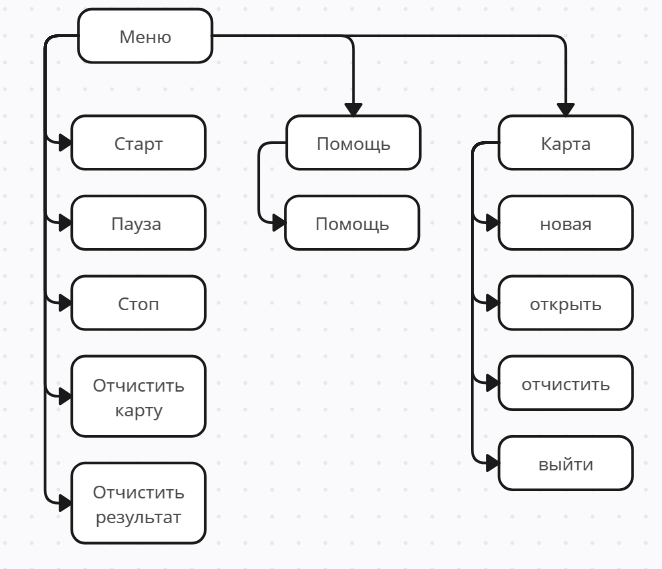 Меню
Старт
Пауза
Стоп
Отчистить
карту
Отчистить
результат
Помощь
Помощь
Карта
новая
открыть
отчистить
выйти